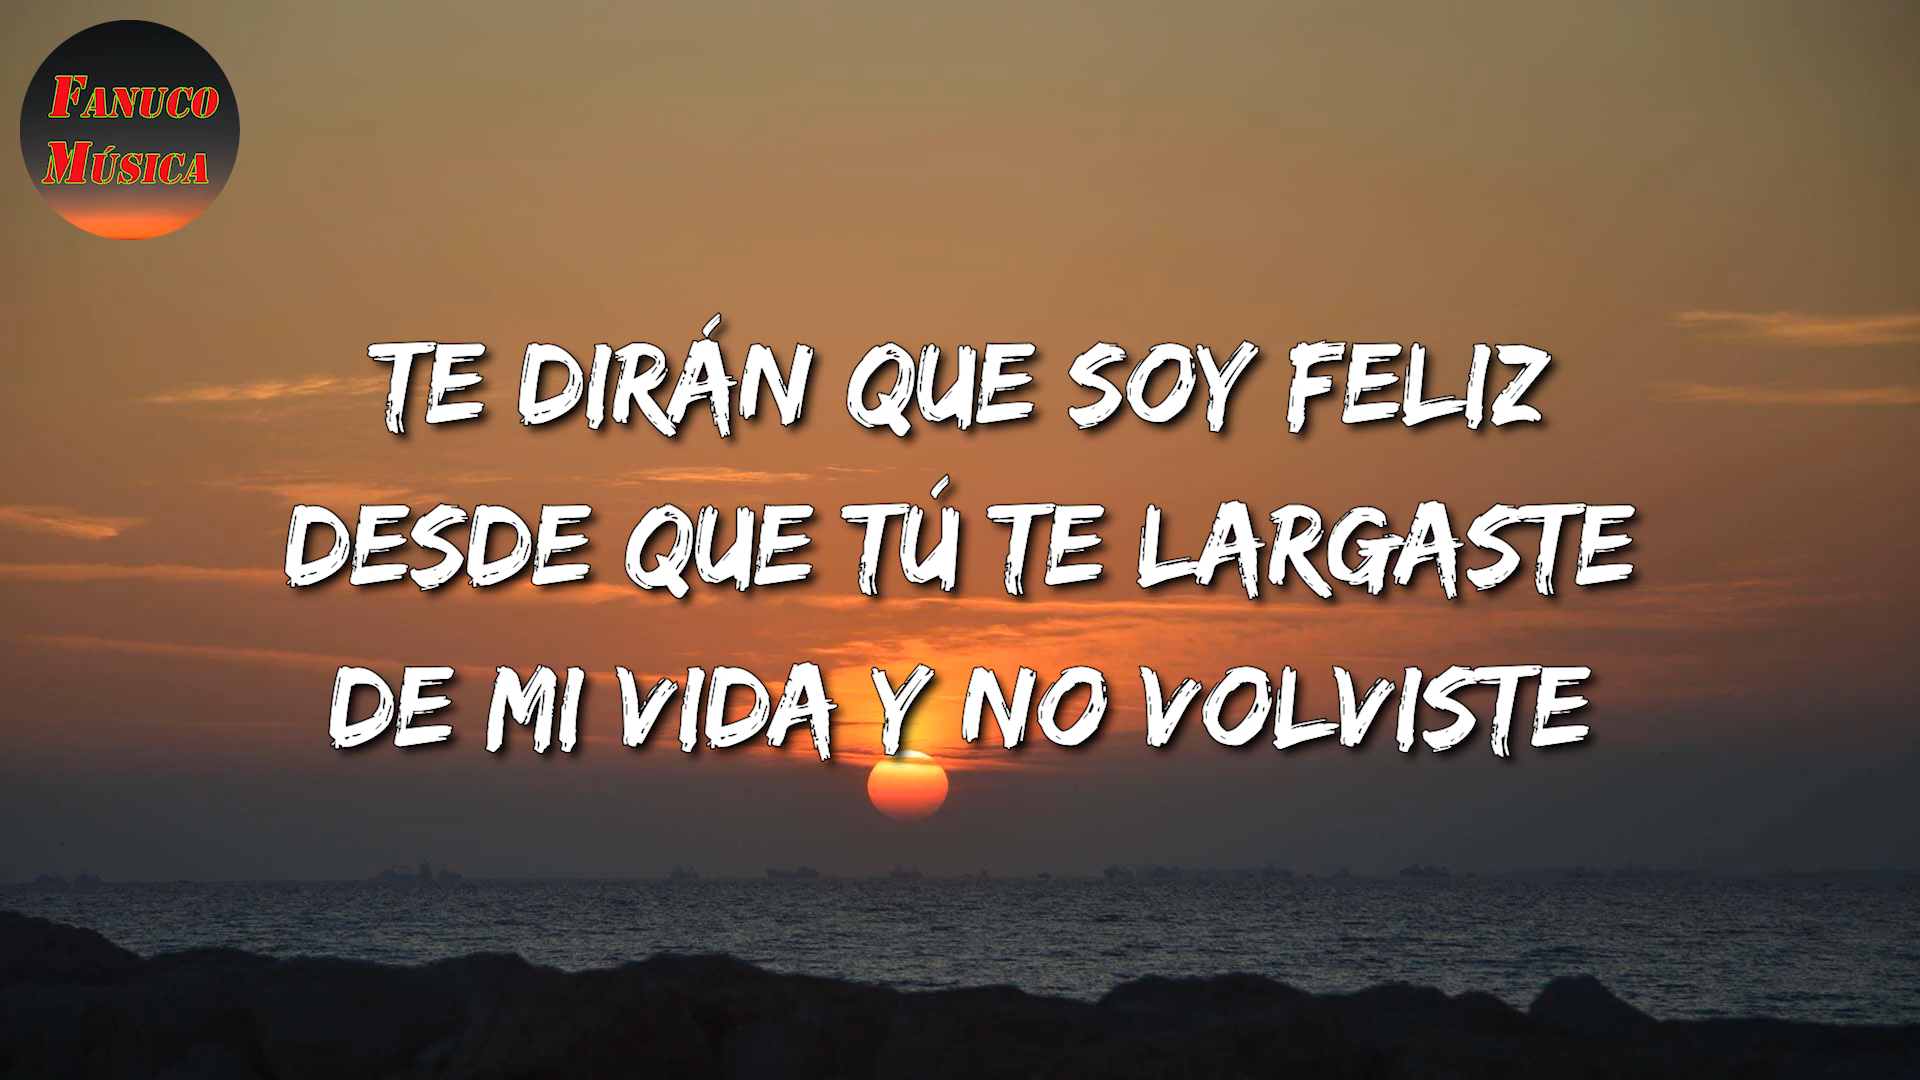 FANUCO
MÚSICA
TE DIRÁN QUE SOY FELIZ
DESDE QUE TÚ TE LARGASTE
DE MI VIDA Y NO VOLVISTE